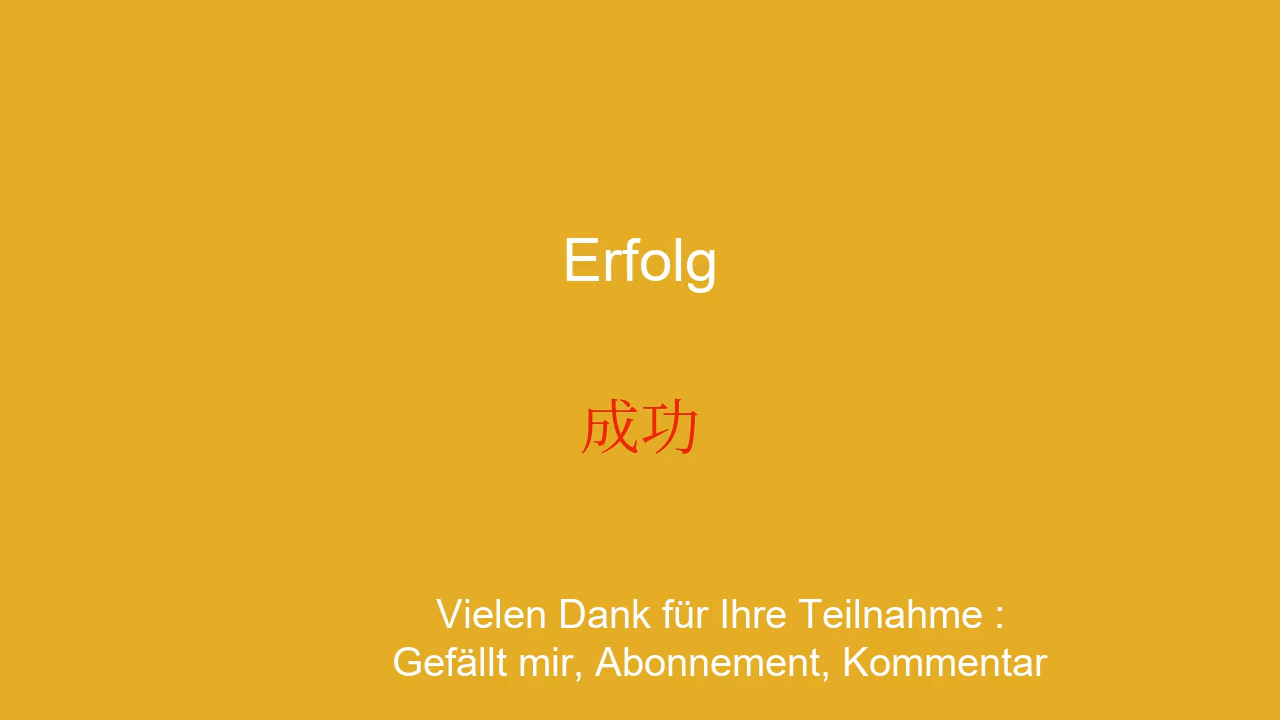 Erfolg
成功
Vielen Dank für Ihre Teilnahme :
Gefällt mir, Abonnement, Kommentar